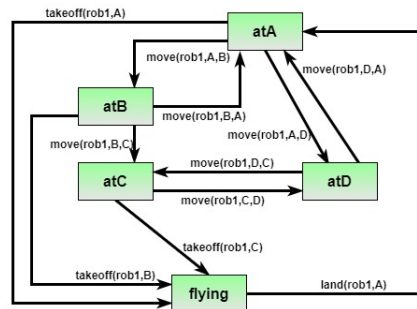 takeoff(rob1,A)
atA
move(rob1,A,B)
move(rob1,D,A)
atB
move(rob1,B,A)
move(rob1,B,C)
move(rob1,A,D)
move(rob1,D,C)
atC
atD
move(rob1,C,D)
takeoff(rob1,C)
takeoff(rob1,B)
flying
land(rob1,A)